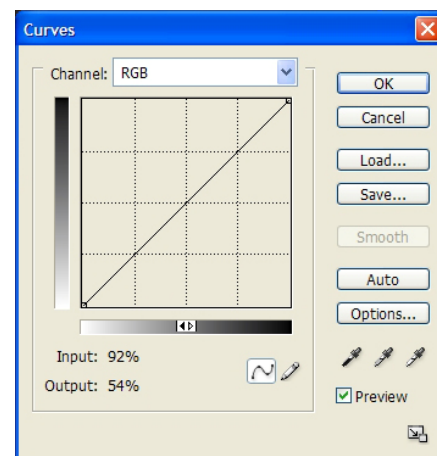 Curves
Channel: RGB
OK
Cancel
Load...
Save...
Smooth
Auto
Options...
Input: 92%
Output: 54%
Preview